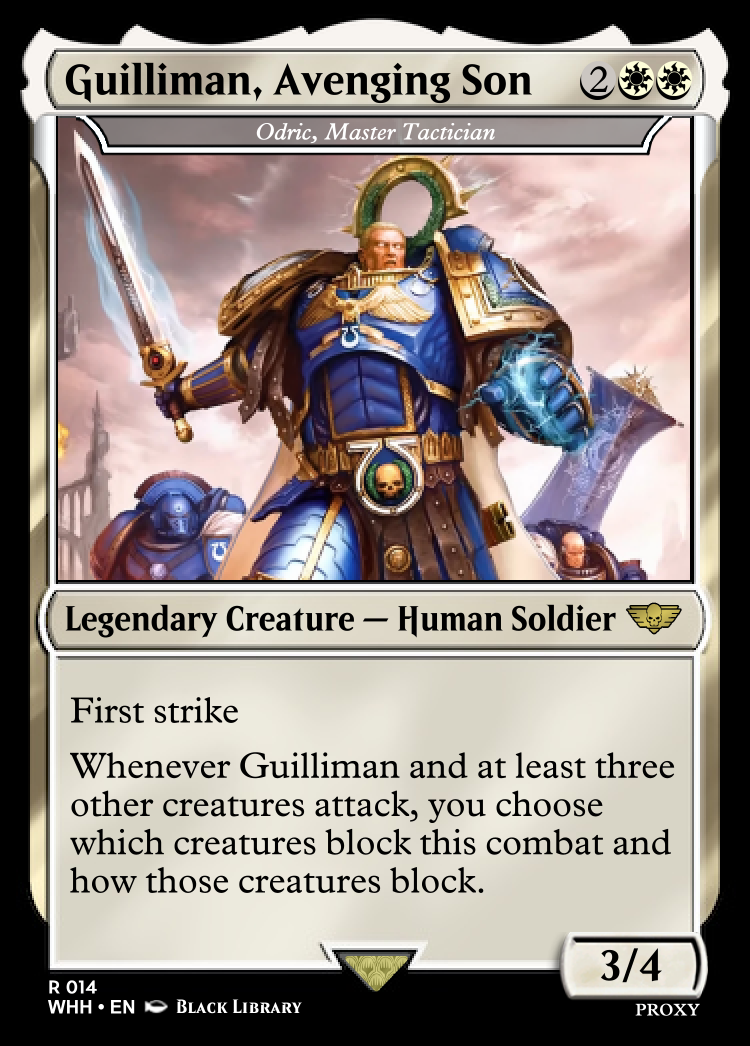 Guilliman, Avenging Son 2
Odric, Master Tactician
Legendary Creature — Human Soldier
First strike
Whenever Guilliman and at least three
other creatures attack, you choose
which creatures block this combat and
how those creatures block.
3/4
R 014
WHH • EN BLACK LIBRARY
PROXY